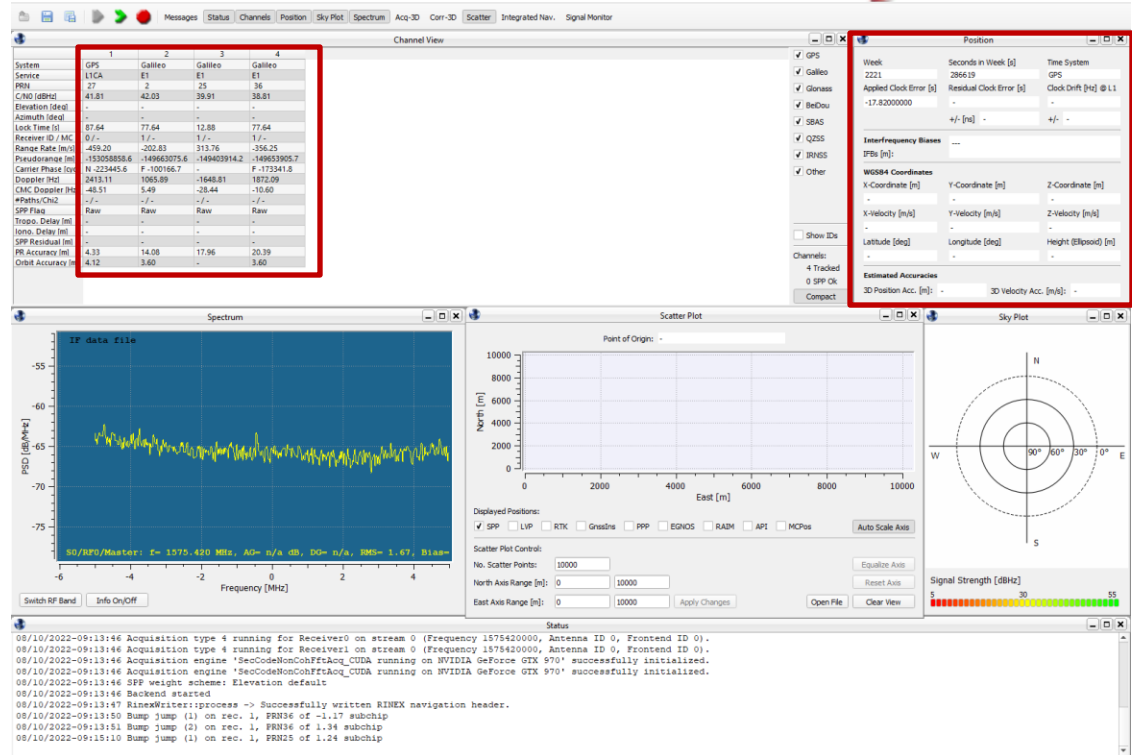 Messages Status Channels Position Sky Plot Spectrum Acq-3D Corr-3D Scatter Integrated Nav. Signal Monitor
Channel View
1 2 3 4
System GPS Galileo Galileo Galileo
Service L1CA E1 E1 E1
PRN 27 2 25 36
C/N0 [dBHz] 41.81 42.03 39.91 38.81
Elevation [deg] - - - -
Azimuth [deg] - - - -
Lock Time [s] 87.64 77.64 12.88 77.64
Receiver ID / MC 0 / - 1 / - 1 / - 1 / -
Range Rate [m/s] -459.20 -202.83 313.76 -356.25
Pseudorange [m] -153058858.6 -149663075.6 -149403914.2 -149653905.7
Carrier Phase [cyc N -223445.6 F -100166.7 - F -173341.8
Doppler [Hz] 2413.11 1065.89 -1648.81 1872.09
CMC Doppler [Hz -48.51 5.49 -28.44 -10.60
#Paths/Chi2 - / - - / - - / - - / -
SPP Flag Raw Raw Raw Raw
Tropo. Delay [m] - - - -
Iono. Delay [m] - - - -
SPP Residual [m] - - - -
PR Accuracy [m] 4.33 14.08 17.96 20.39
Orbit Accuracy [m 4.12 3.60 - 3.60
GPS
Galileo
Glonass
BeiDou
SBAS
QZSS
IRNSS
Other
Show IDs
Channels:
4 Tracked
0 SPP Ok
Compact
Position
Week Seconds in Week [s] Time System
2221 286619 GPS
Applied Clock Error [s] Residual Clock Error [s] Clock Drift [Hz] @ L1
-17.82000000 - -
+/- [ns] - +/- -
Interfrequency Biases ---
IFBs [m]:
WGS84 Coordinates
X-Coordinate [m] Y-Coordinate [m] Z-Coordinate [m]
- - -
X-Velocity [m/s] Y-Velocity [m/s] Z-Velocity [m/s]
- - -
Latitude [deg] Longitude [deg] Height (Ellipsoid) [m]
- - -
Estimated Accuracies
3D Position Acc. [m]: - 3D Velocity Acc. [m/s]: -
Spectrum
IF data file
PSD [dB/MHz]
-55
-60
-65
-70
-75
S0/RF0/Master: f= 1575.420 MHz, AG= n/a dB, DG= n/a, RMS= 1.67, Bias=
-6 -4 -2 0 2 4
Frequency [MHz]
Switch RF Band Info On/Off
Scatter Plot
Point of Origin: -
North [m]
10000
8000
6000
4000
2000
0
0 2000 4000 6000 8000 10000
East [m]
Displayed Positions:
SPP LVP RTK GnssIns PPP EGNOS RAIM API MCPos Auto Scale Axis
Scatter Plot Control:
No. Scatter Points: 10000 Equalize Axis
North Axis Range [m]: 0 10000 Reset Axis
East Axis Range [m]: 0 10000 Apply Changes Open File Clear View
Sky Plot
N
W 90° 60° 30° 0° E
S
Signal Strength [dBHz]
5 30 55
Status
08/10/2022-09:13:46 Acquisition type 4 running for Receiver0 on stream 0 (Frequency 1575420000, Antenna ID 0, Frontend ID 0).
08/10/2022-09:13:46 Acquisition type 4 running for Receiver1 on stream 0 (Frequency 1575420000, Antenna ID 0, Frontend ID 0).
08/10/2022-09:13:46 Acquisition engine 'SecCodeNonCohFftAcq_CUDA running on NVIDIA GeForce GTX 970' successfully initialized.
08/10/2022-09:13:46 Acquisition engine 'SecCodeNonCohFftAcq_CUDA running on NVIDIA GeForce GTX 970' successfully initialized.
08/10/2022-09:13:46 SPP weight scheme: Elevation default
08/10/2022-09:13:46 Backend started
08/10/2022-09:13:47 RinexWriter::process -> Successfully written RINEX navigation header.
08/10/2022-09:13:50 Bump jump (1) on rec. 1, PRN36 of -1.17 subchip
08/10/2022-09:13:51 Bump jump (2) on rec. 1, PRN36 of 1.34 subchip
08/10/2022-09:15:10 Bump jump (1) on rec. 1, PRN25 of 1.24 subchip